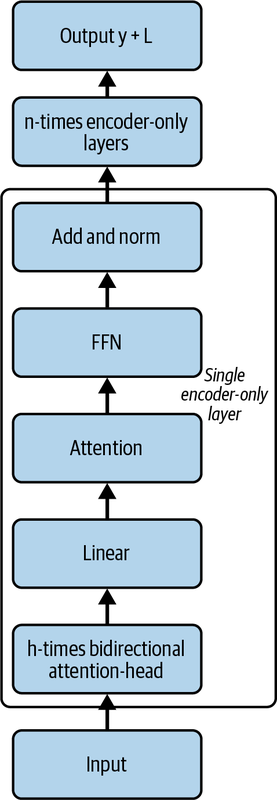 Output y + L
n-times encoder-only
layers
Add and norm
FFN
Single
encoder-only
layer
Attention
Linear
h-times bidirectional
attention-head
Input